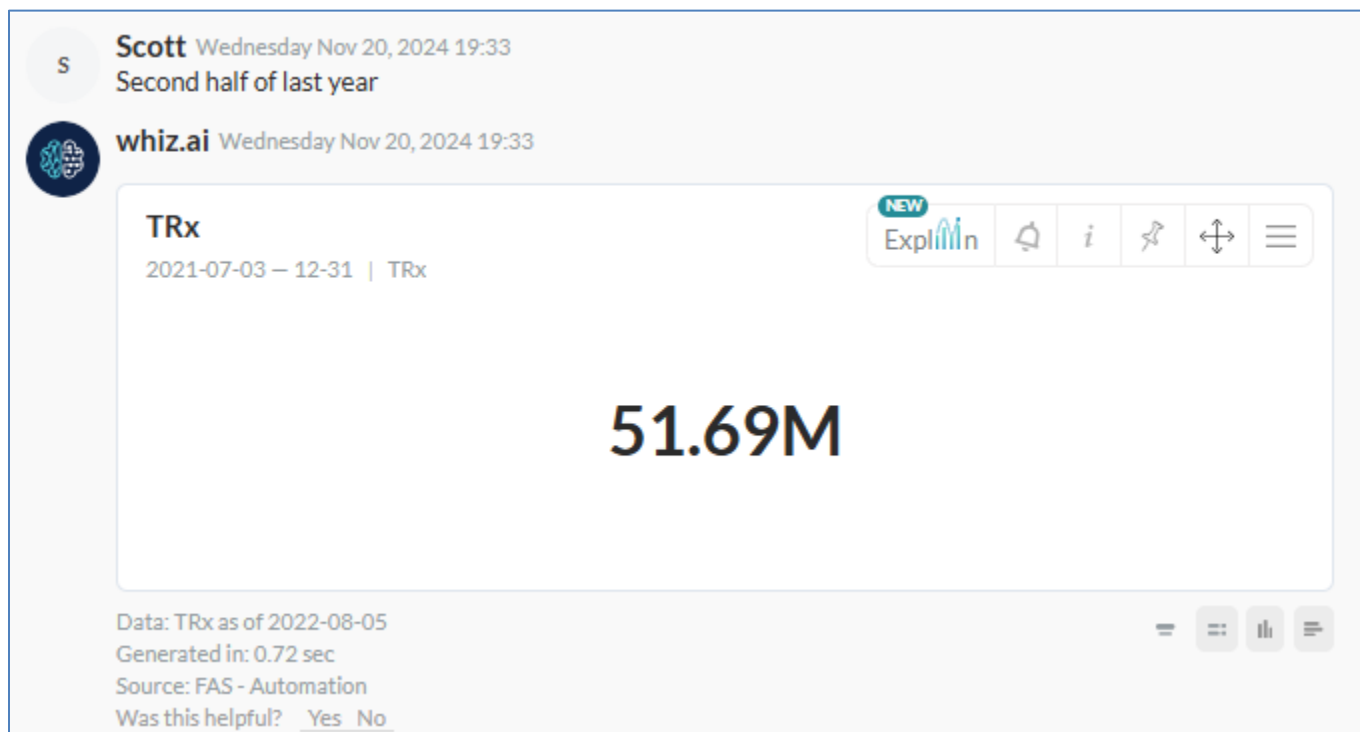 S
Scott Wednesday Nov 20, 2024 19:33
Second half of last year
whiz.ai Wednesday Nov 20, 2024 19:33
NEW
TRx
Explain
i
2021-07-03 — 12-31 | TRx
51.69M
Data: TRx as of 2022-08-05
Generated in: 0.72 sec
Source: FAS - Automation
Was this helpful? Yes No